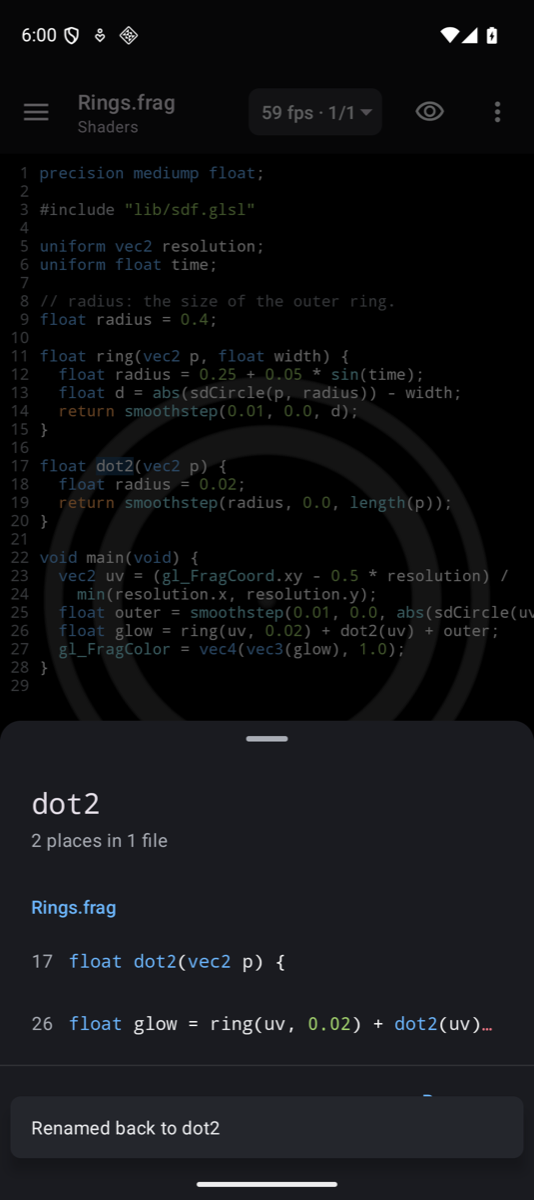 6:00
Rings.frag
Shaders
59 fps · 1/1
1 precision mediump float;
2
3 #include "lib/sdf.glsl"
4
5 uniform vec2 resolution;
6 uniform float time;
7
8 // radius: the size of the outer ring.
9 float radius = 0.4;
10
11 float ring(vec2 p, float width) {
12 float radius = 0.25 + 0.05 * sin(time);
13 float d = abs(sdCircle(p, radius)) - width;
14 return smoothstep(0.01, 0.0, d);
15 }
16
17 float dot2(vec2 p) {
18 float radius = 0.02;
19 return smoothstep(radius, 0.0, length(p));
20 }
21
22 void main(void) {
23 vec2 uv = (gl_FragCoord.xy - 0.5 * resolution) /
24 min(resolution.x, resolution.y);
25 float outer = smoothstep(0.01, 0.0, abs(sdCircle(uv
26 float glow = ring(uv, 0.02) + dot2(uv) + outer;
27 gl_FragColor = vec4(vec3(glow), 1.0);
28 }
29
dot2
2 places in 1 file
Rings.frag
17 float dot2(vec2 p) {
26 float glow = ring(uv, 0.02) + dot2(uv)…
Renamed back to dot2